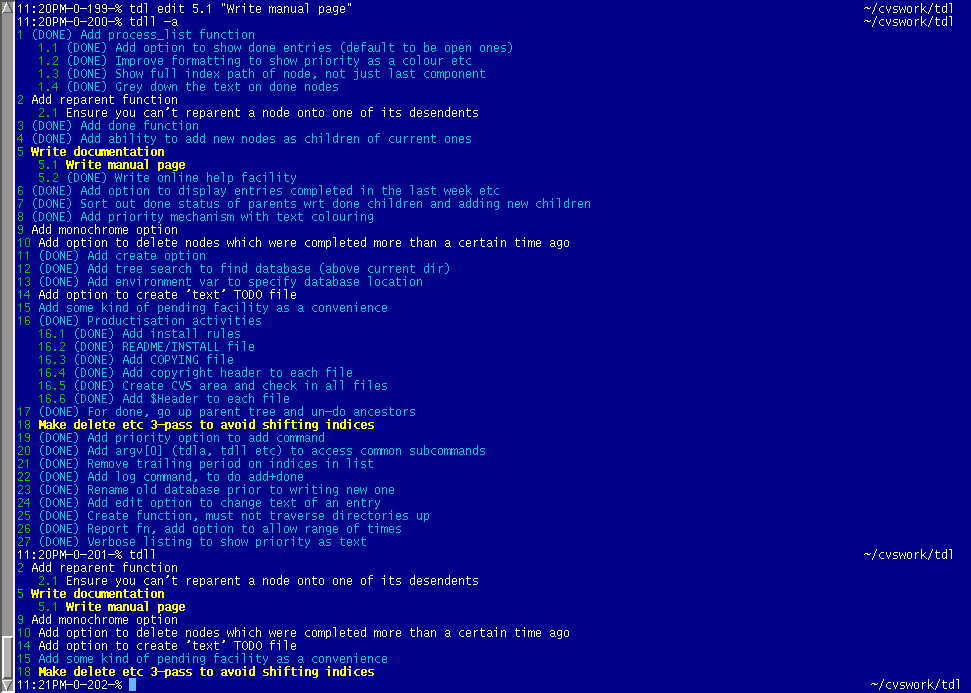 11:20PM-0-199-% tdl edit 5.1 "Write manual page" ~/cvswork/tdl
11:20PM-0-200-% tdll -a ~/cvswork/tdl
1 (DONE) Add process_list function
1.1 (DONE) Add option to show done entries (default to be open ones)
1.2 (DONE) Improve formatting to show priority as a colour etc
1.3 (DONE) Show full index path of node, not just last component
1.4 (DONE) Grey down the text on done nodes
2 Add reparent function
2.1 Ensure you can't reparent a node onto one of its desendents
3 (DONE) Add done function
4 (DONE) Add ability to add new nodes as children of current ones
5 Write documentation
5.1 Write manual page
5.2 (DONE) Write online help facility
6 (DONE) Add option to display entries completed in the last week etc
7 (DONE) Sort out done status of parents wrt done children and adding new children
8 (DONE) Add priority mechanism with text colouring
9 Add monochrome option
10 Add option to delete nodes which were completed more than a certain time ago
11 (DONE) Add create option
12 (DONE) Add tree search to find database (above current dir)
13 (DONE) Add environment var to specify database location
14 Add option to create 'text' TODO file
15 Add some kind of pending facility as a convenience
16 (DONE) Productisation activities
16.1 (DONE) Add install rules
16.2 (DONE) README/INSTALL file
16.3 (DONE) Add COPYING file
16.4 (DONE) Add copyright header to each file
16.5 (DONE) Create CVS area and check in all files
16.6 (DONE) Add $Header to each file
17 (DONE) For done, go up parent tree and un-do ancestors
18 Make delete etc 3-pass to avoid shifting indices
19 (DONE) Add priority option to add command
20 (DONE) Add argv[0] (tdla, tdll etc) to access common subcommands
21 (DONE) Remove trailing period on indices in list
22 (DONE) Add log command, to do add+done
23 (DONE) Rename old database prior to writing new one
24 (DONE) Add edit option to change text of an entry
25 (DONE) Create function, must not traverse directories up
26 (DONE) Report fn, add option to allow range of times
27 (DONE) Verbose listing to show priority as text
11:20PM-0-201-% tdll ~/cvswork/tdl
2 Add reparent function
2.1 Ensure you can't reparent a node onto one of its desendents
5 Write documentation
5.1 Write manual page
9 Add monochrome option
10 Add option to delete nodes which were completed more than a certain time ago
14 Add option to create 'text' TODO file
15 Add some kind of pending facility as a convenience
18 Make delete etc 3-pass to avoid shifting indices
11:21PM-0-202-% ~/cvswork/tdl